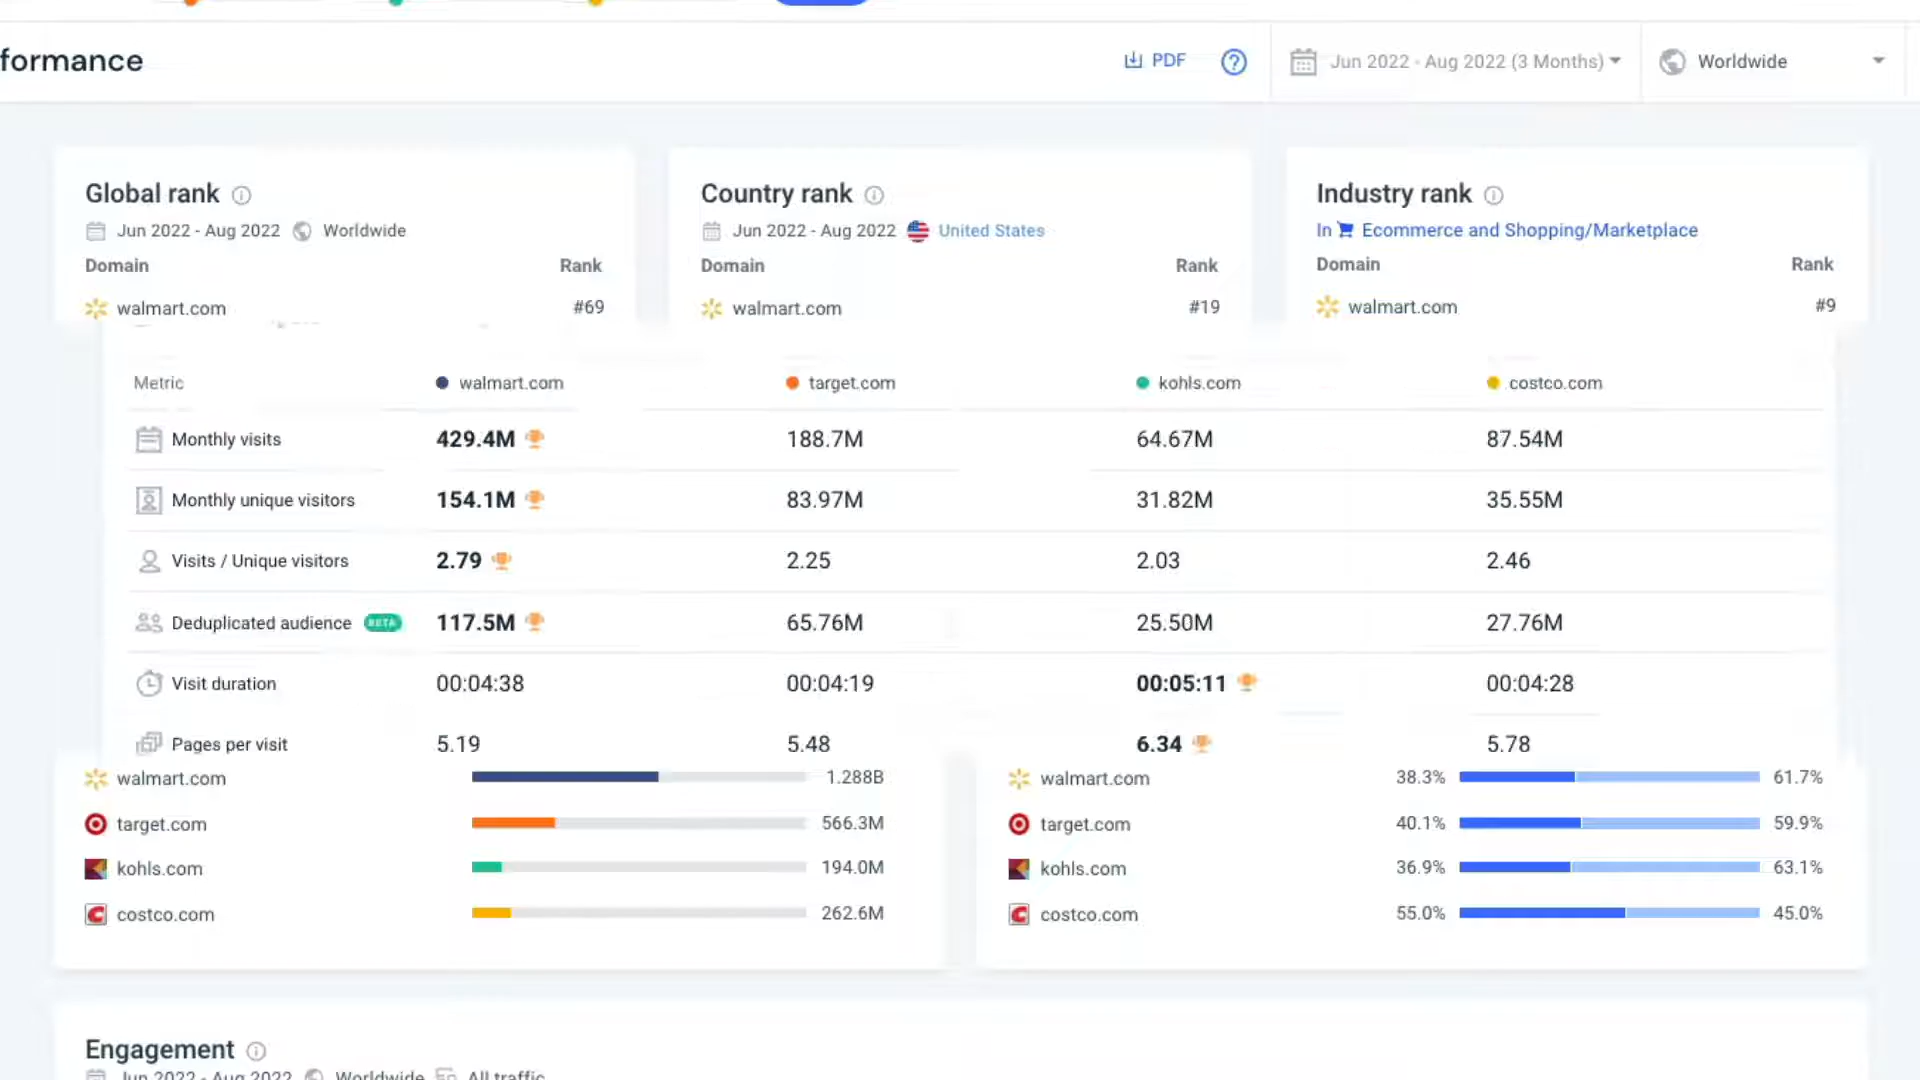 formance
PDF
Jun 2022 - Aug 2022 (3 Months)
Worldwide
Global rank
Jun 2022 - Aug 2022 Worldwide
Domain Rank
walmart.com #69
Country rank
Jun 2022 - Aug 2022 United States
Domain Rank
walmart.com #19
Industry rank
In Ecommerce and Shopping/Marketplace
Domain Rank
walmart.com #9
Metric walmart.com target.com kohls.com costco.com
Monthly visits 429.4M 188.7M 64.67M 87.54M
Monthly unique visitors 154.1M 83.97M 31.82M 35.55M
Visits / Unique visitors 2.79 2.25 2.03 2.46
Deduplicated audience BETA 117.5M 65.76M 25.50M 27.76M
Visit duration 00:04:38 00:04:19 00:05:11 00:04:28
Pages per visit 5.19 5.48 6.34 5.78
walmart.com 1.288B
target.com 566.3M
kohls.com 194.0M
costco.com 262.6M
walmart.com 38.3% 61.7%
target.com 40.1% 59.9%
kohls.com 36.9% 63.1%
costco.com 55.0% 45.0%
Engagement
Jun 2022 - Aug 2022 Worldwide All traffic